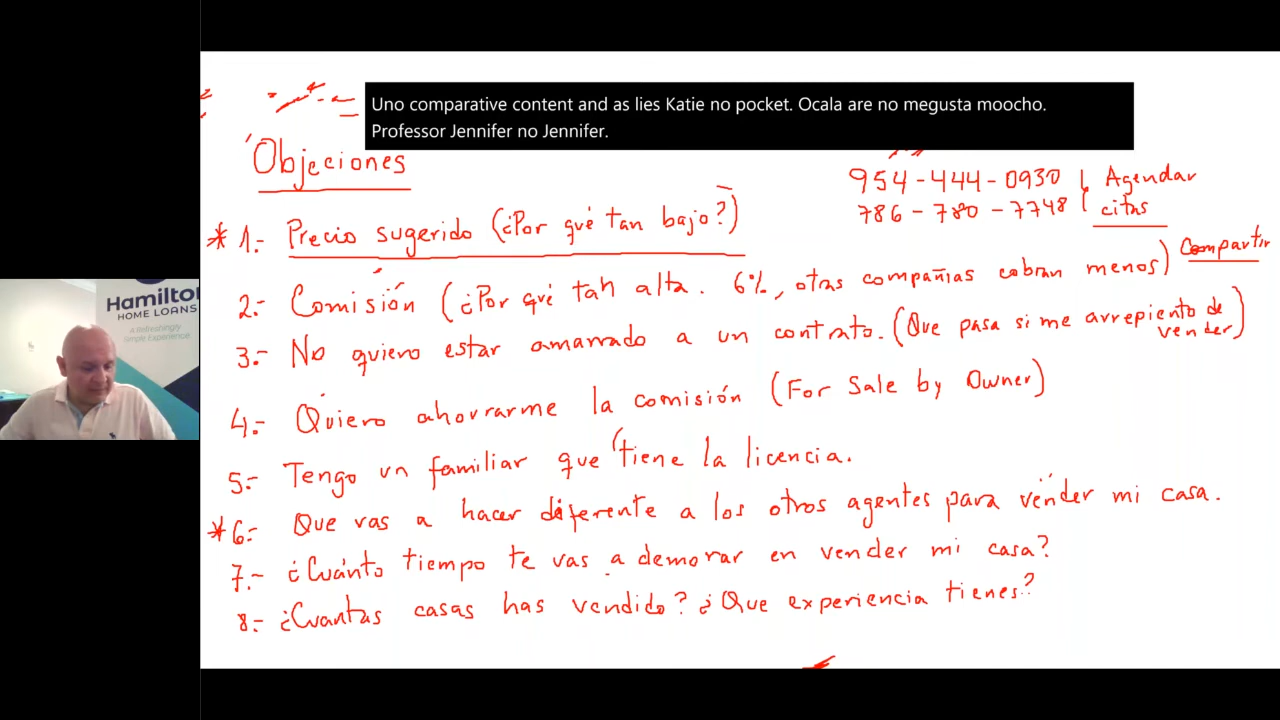 Uno comparative content and as lies Katie no pocket. Ocala are no megusta moocho.
Professor Jennifer no Jennifer.
Objeciones
954-444-0930 Agendar
786-780-7748 citas
* 1.- Precio sugerido (¿Por qué tan bajo?)
Compartir
2.- Comisión (¿Por qué tan alta. 6%, otras compañias cobran menos)
3.- No quiero estar amarrado a un contrato. (Que pasa si me arrepiento de
vender)
4.- Quiero ahorrarme la comisión (For Sale by Owner)
5.- Tengo un familiar que tiene la licencia.
* 6.- Que vas a hacer diferente a los otros agentes para vender mi casa.
7.- ¿Cuánto tiempo te vas a demorar en vender mi casa?
8.- ¿Cuantas casas has vendido? ¿Que experiencia tienes?
Hamilton
HOME LOANS
a Refreshingly
Simple Experience